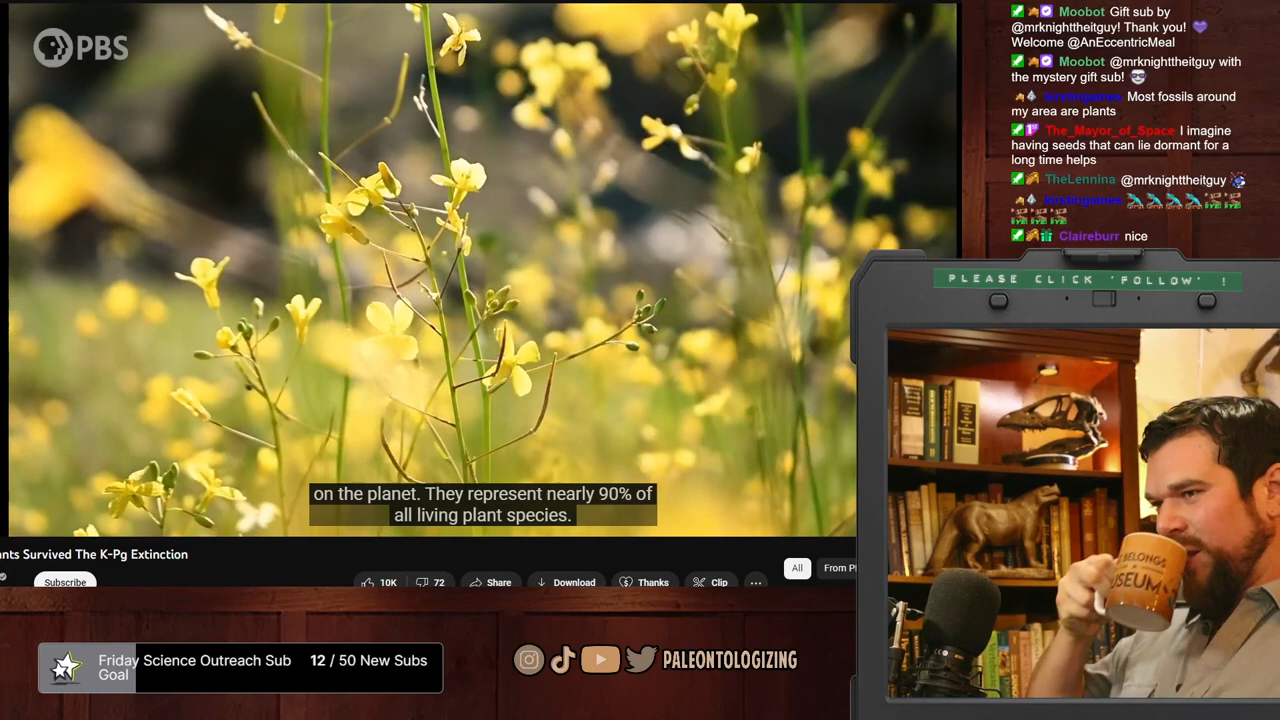 PBS
on the planet. They represent nearly 90% of
all living plant species.
ants Survived The K-Pg Extinction
Subscribe
10K
72
Share
Download
Thanks
Clip
All
Friday Science Outreach Sub
Goal
12 / 50 New Subs
PALEONTOLOGIZING
Moobot Gift sub by
@mrknighttheitguy! Thank you!
Welcome @AnEccentricMeal
Moobot @mrknighttheitguy with
the mystery gift sub!
Most fossils around
my area are plants
The_Mayor_of_Space I imagine
having seeds that can lie dormant for a
long time helps
TheLennina @mrknighttheitguy
Claireburr nice
PLEASE CLICK "FOLLOW" !
BELONGS
MUSEUM